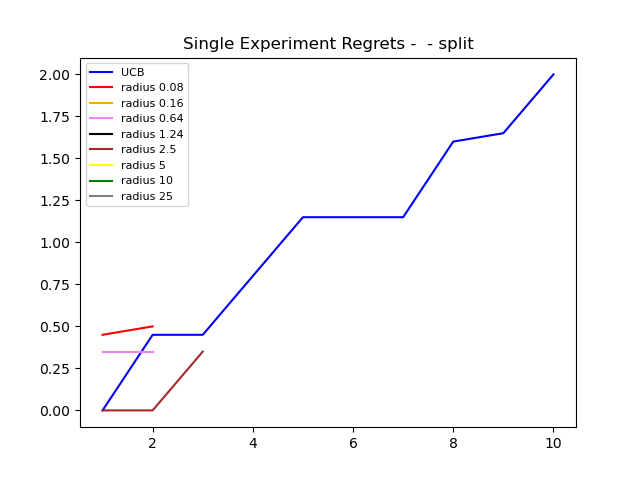 Single Experiment Regrets -  - split
2.00
1.75
1.50
1.25
1.00
0.75
0.50
0.25
0.00
UCB
radius 0.08
radius 0.16
radius 0.64
radius 1.24
radius 2.5
radius 5
radius 10
radius 25
2 4 6 8 10